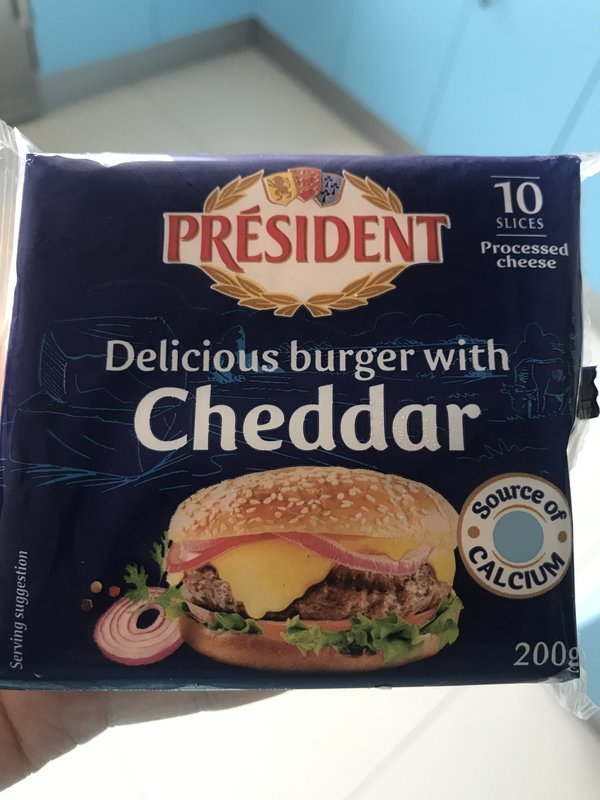 PRÉSIDENT
10
SLICES
Processed
cheese
Delicious burger with
Cheddar
Source of
CALCIUM
Serving suggestion
200g